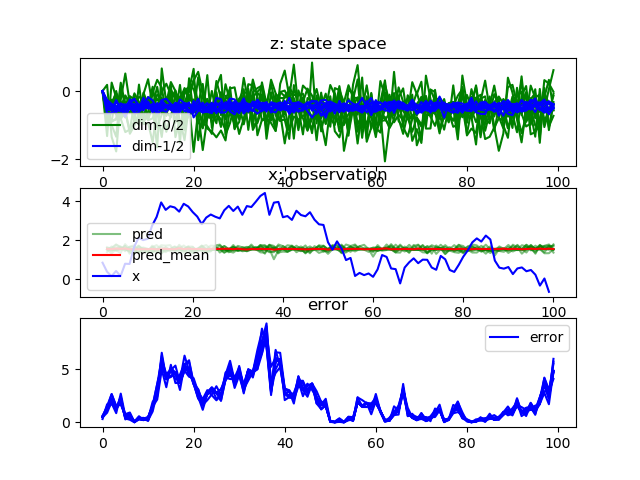 z: state space
0
−2
dim-0/2
dim-1/2
0 20 40 60 80 100
x: observation
4
2
0
pred
pred_mean
x
0 20 40 60 80 100
error
5
0
error
0 20 40 60 80 100